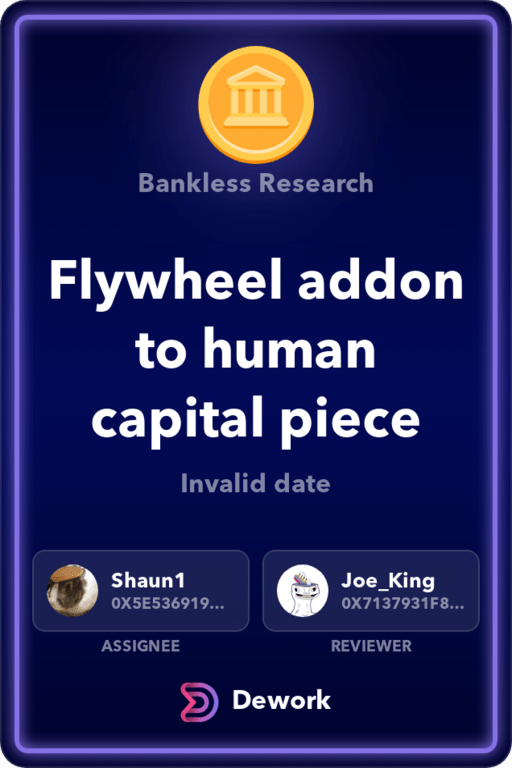 Bankless Research
Flywheel addon
to human
capital piece
Invalid date
Shaun1
0X5E536919...
ASSIGNEE
Joe_King
0X7137931F8...
REVIEWER
Dework